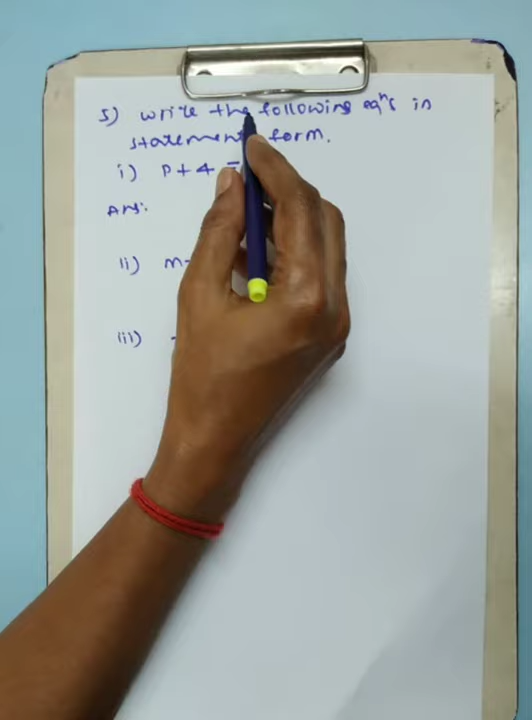 5) write the following eqⁿs in
statement form.
i) P + 4 =
Ans:
ii) m-
iii) -